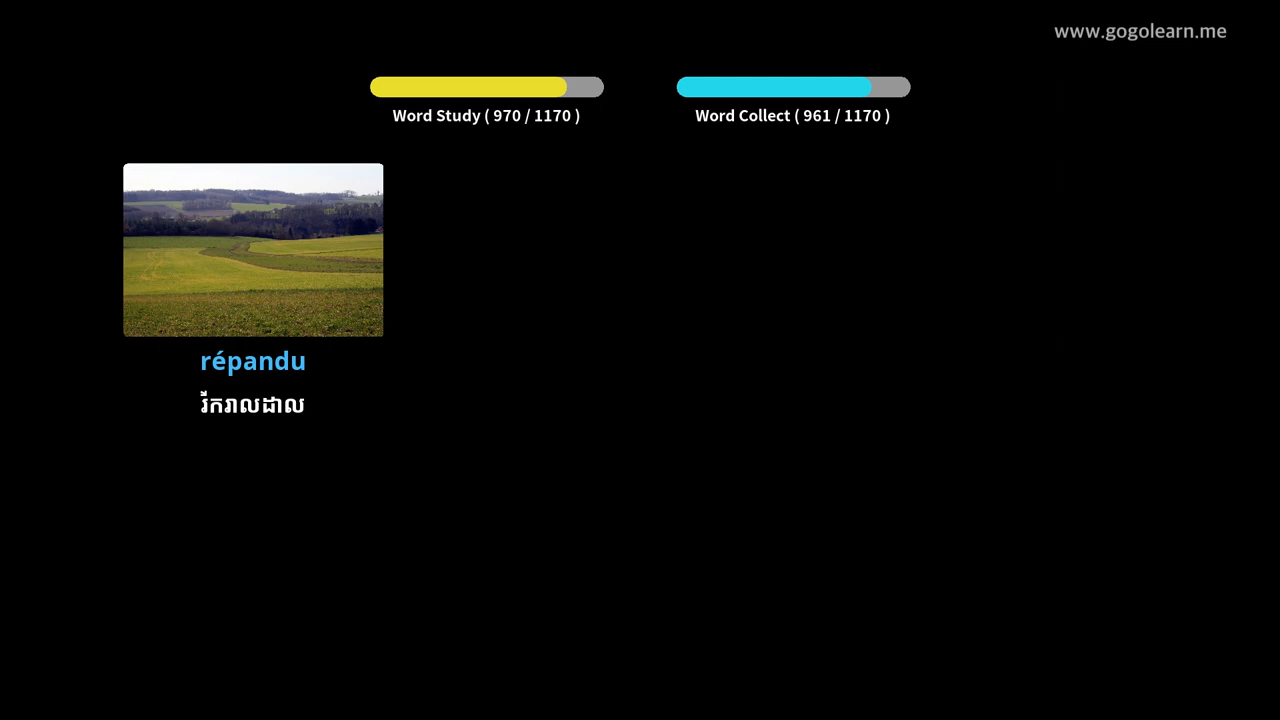 www.gogolearn.me
Word Study ( 970 / 1170 )
Word Collect ( 961 / 1170 )
répandu
រីករាលដាល